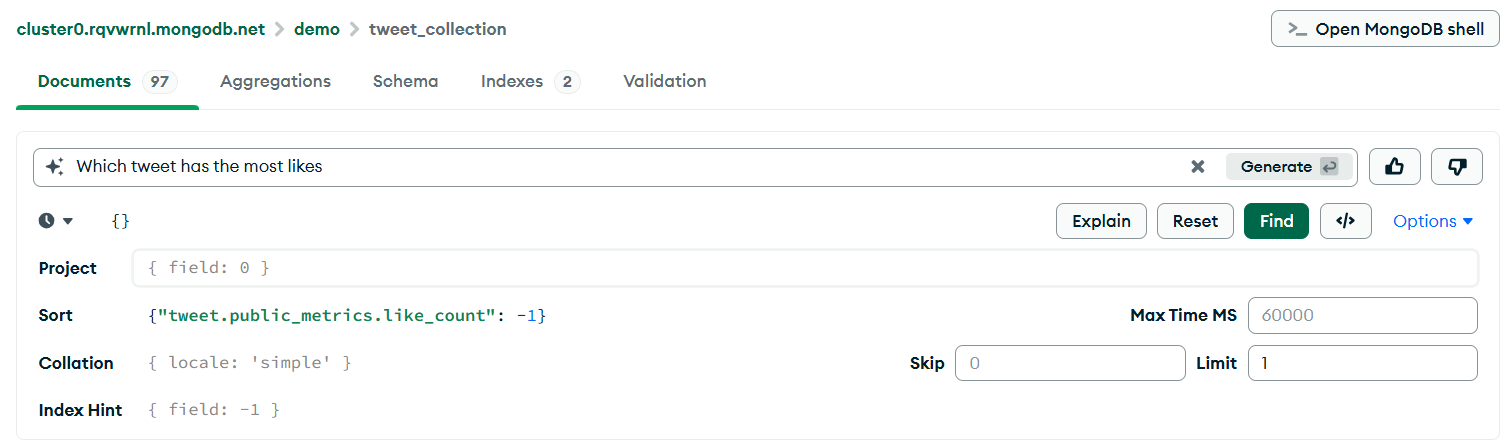 cluster0.rqvwrnl.mongodb.net > demo > tweet_collection
>_ Open MongoDB shell
Documents 97 Aggregations Schema Indexes 2 Validation
Which tweet has the most likes
Generate
{}
Explain Reset Find </> Options
Project { field: 0 }
Sort {"tweet.public_metrics.like_count": -1} Max Time MS 60000
Collation { locale: 'simple' } Skip 0 Limit 1
Index Hint { field: -1 }